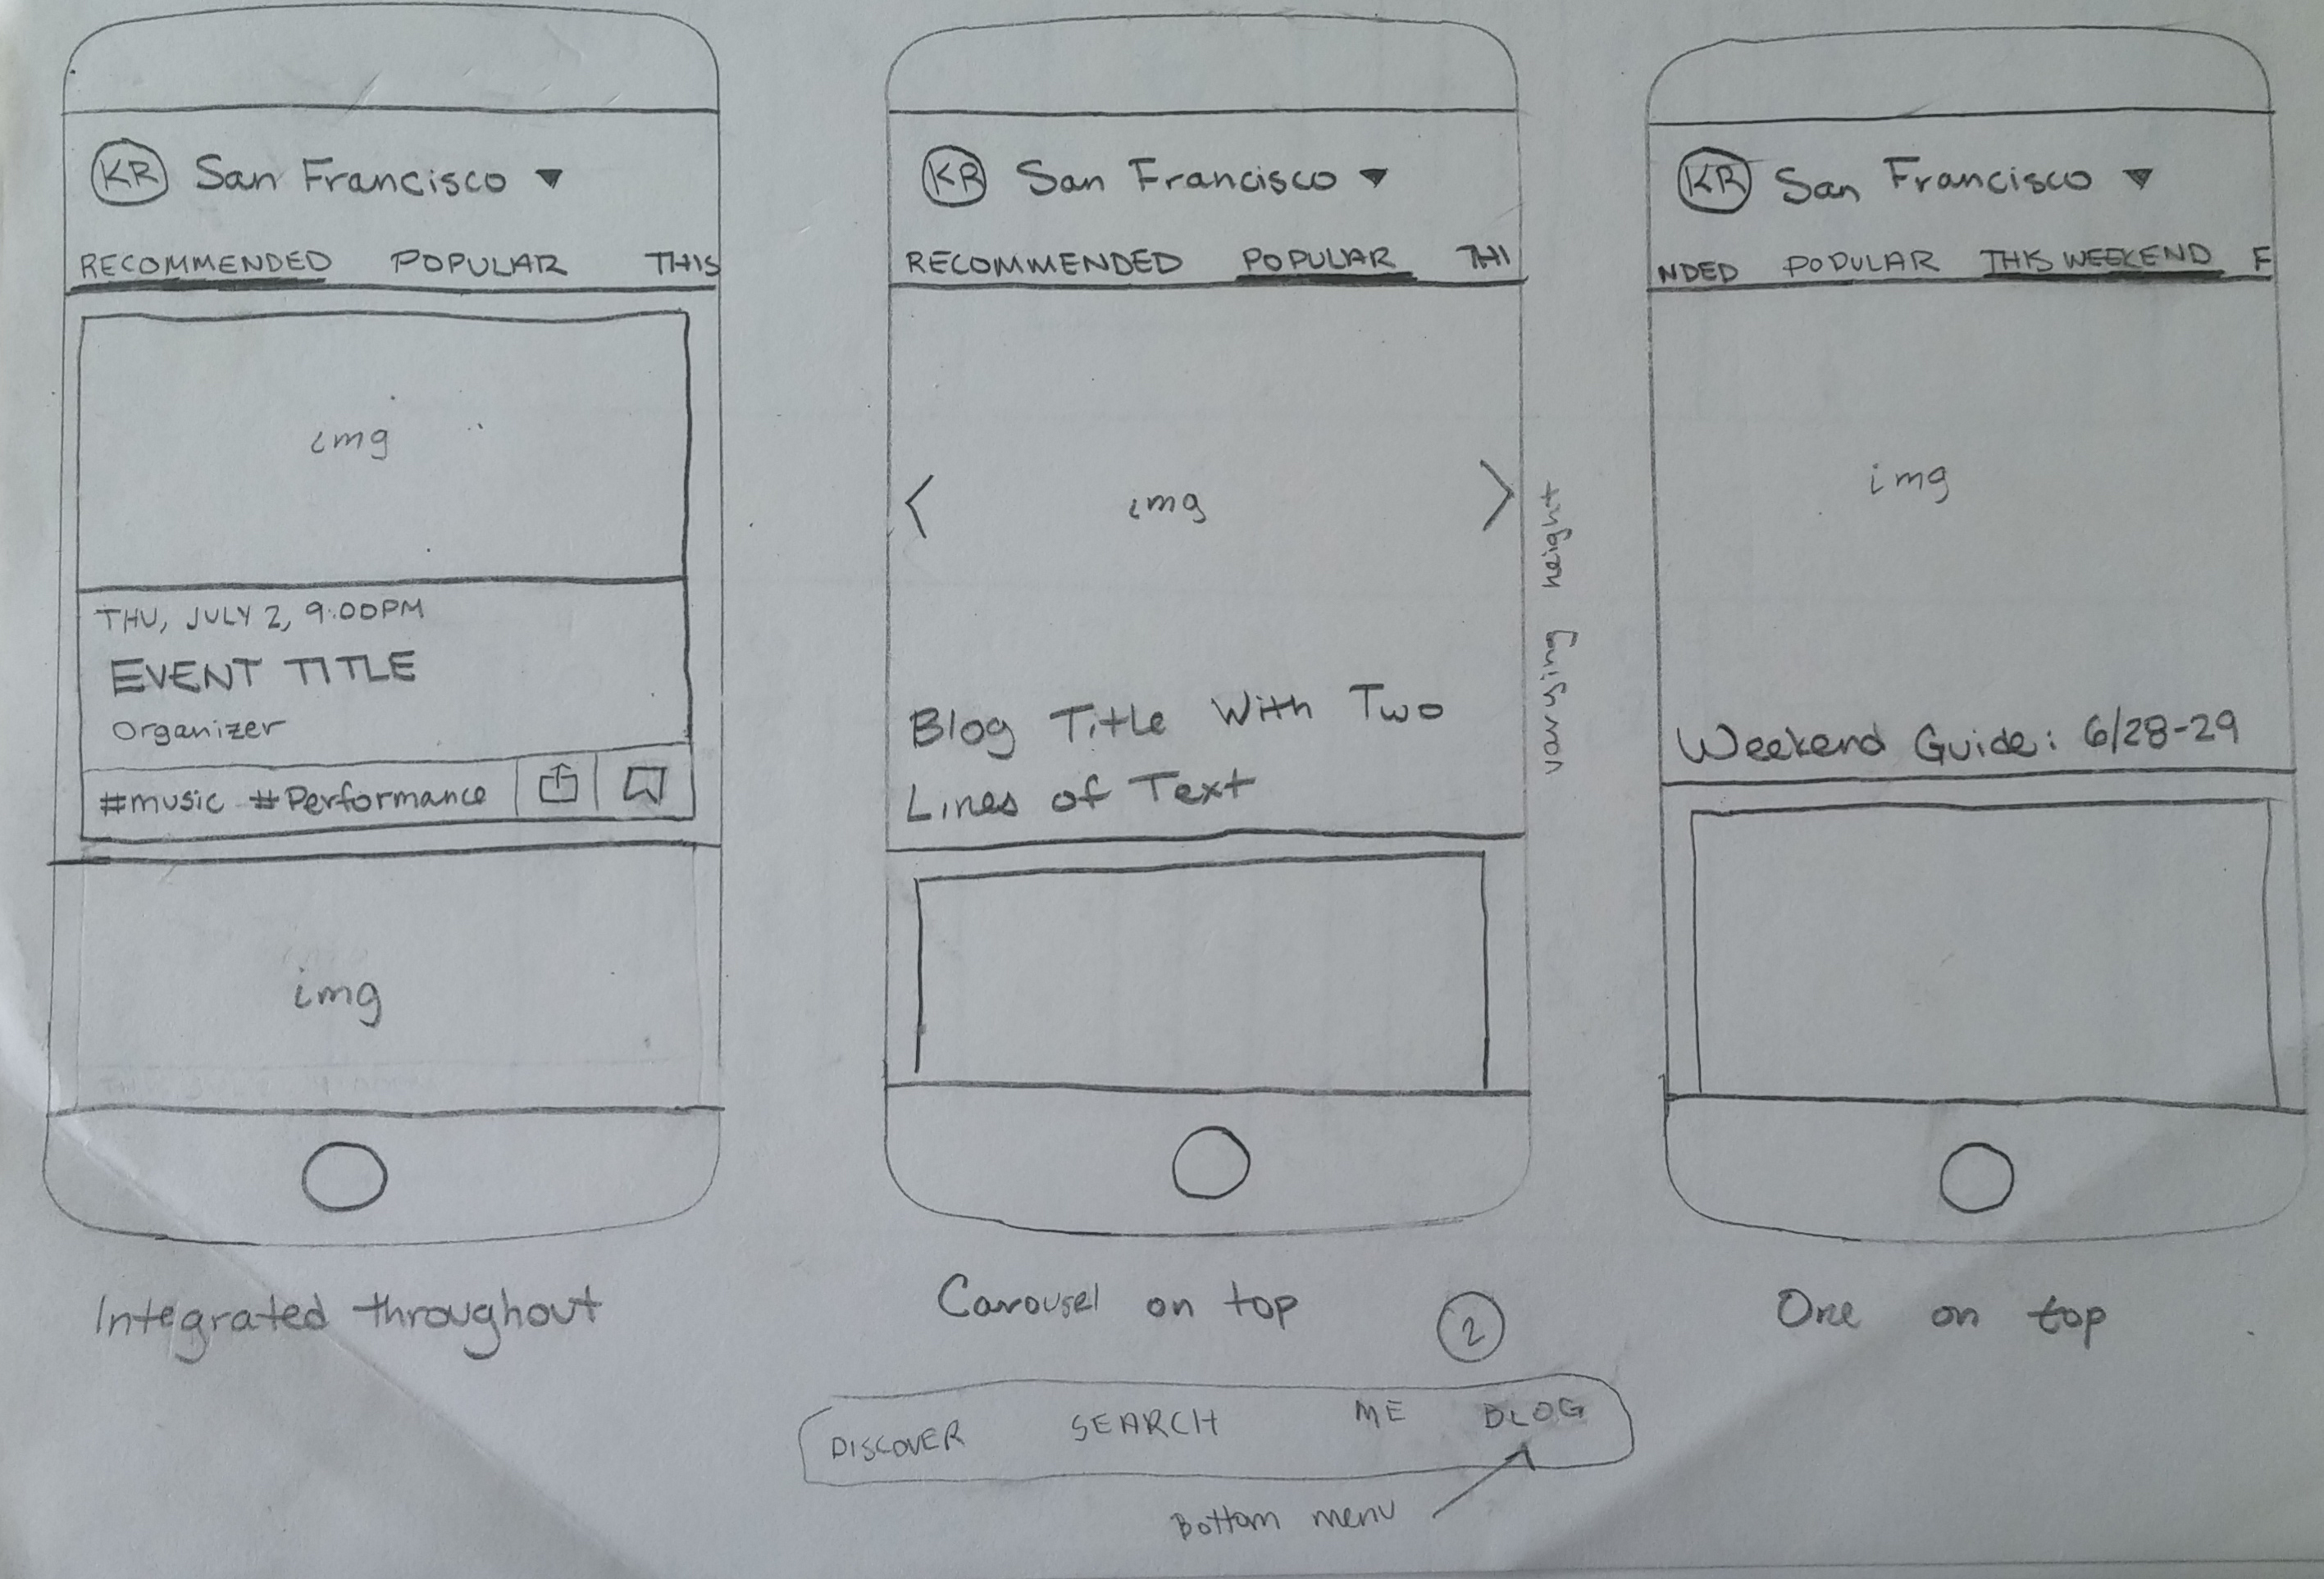 KR San Francisco
RECOMMENDED POPULAR THIS
img
THU, JULY 2, 9:00PM
EVENT TITLE
Organizer
#music #Performance
img
Integrated throughout
KR San Francisco
RECOMMENDED POPULAR THI
< img >
Blog Title With Two
Lines of Text
varying height
Carousel on top
2
KR San Francisco
NDED POPULAR THIS WEEKEND F
img
Weekend Guide: 6/28-29
One on top
DISCOVER SEARCH ME BLOG
Bottom menu